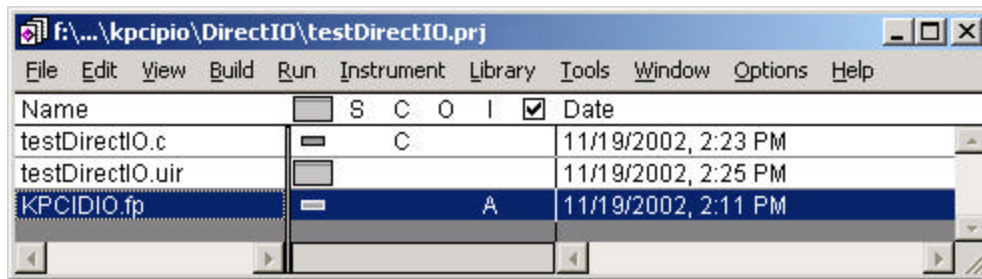 f:\...\kpcipio\DirectIO\testDirectIO.prj
File Edit View Build Run Instrument Library Tools Window Options Help
Name S C O I Date
testDirectIO.c C 11/19/2002, 2:23 PM
testDirectIO.uir 11/19/2002, 2:25 PM
KPCIDIO.fp A 11/19/2002, 2:11 PM